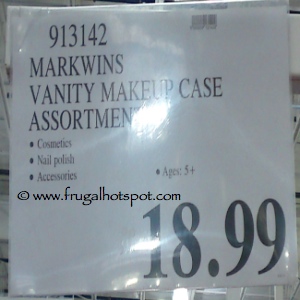 913142
MARKWINS
VANITY MAKEUP CASE
ASSORTMENT
• Cosmetics
• Nail polish
• Accessories
• Ages: 5+
www.frugalhotspot.com
18.99